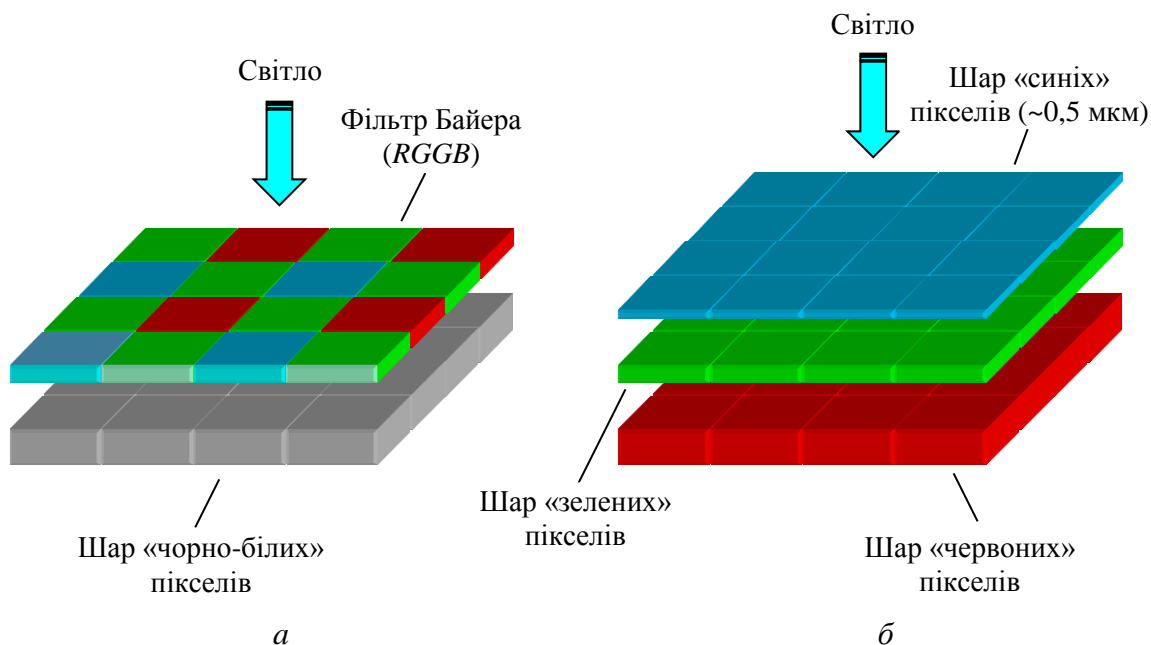 Світло
Фільтр Байера
(RGGB)
Шар «чорно-білих»
пікселів
а
Світло
Шар «синіх»
пікселів (~0,5 мкм)
Шар «зелених»
пікселів
Шар «червоних»
пікселів
б